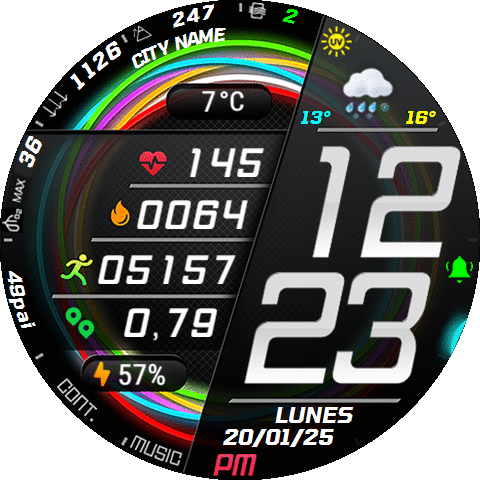 247
2
1126
CITY NAME
UV
7°C
13°
16°
36
MAX
145
0064
05157
0,79
49pai
57%
12
23
CONT.
MUSIC
LUNES
20/01/25
PM